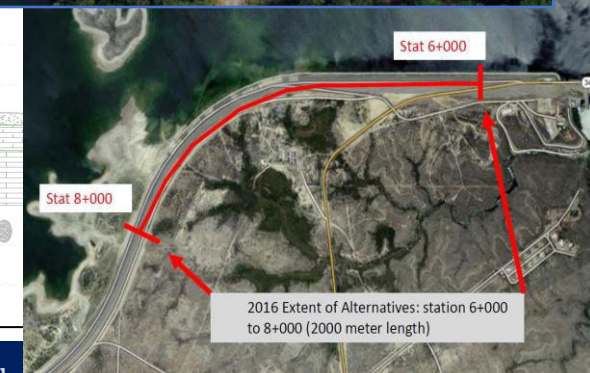 Stat 6+000
Stat 8+000
2016 Extent of Alternatives: station 6+000
to 8+000 (2000 meter length)